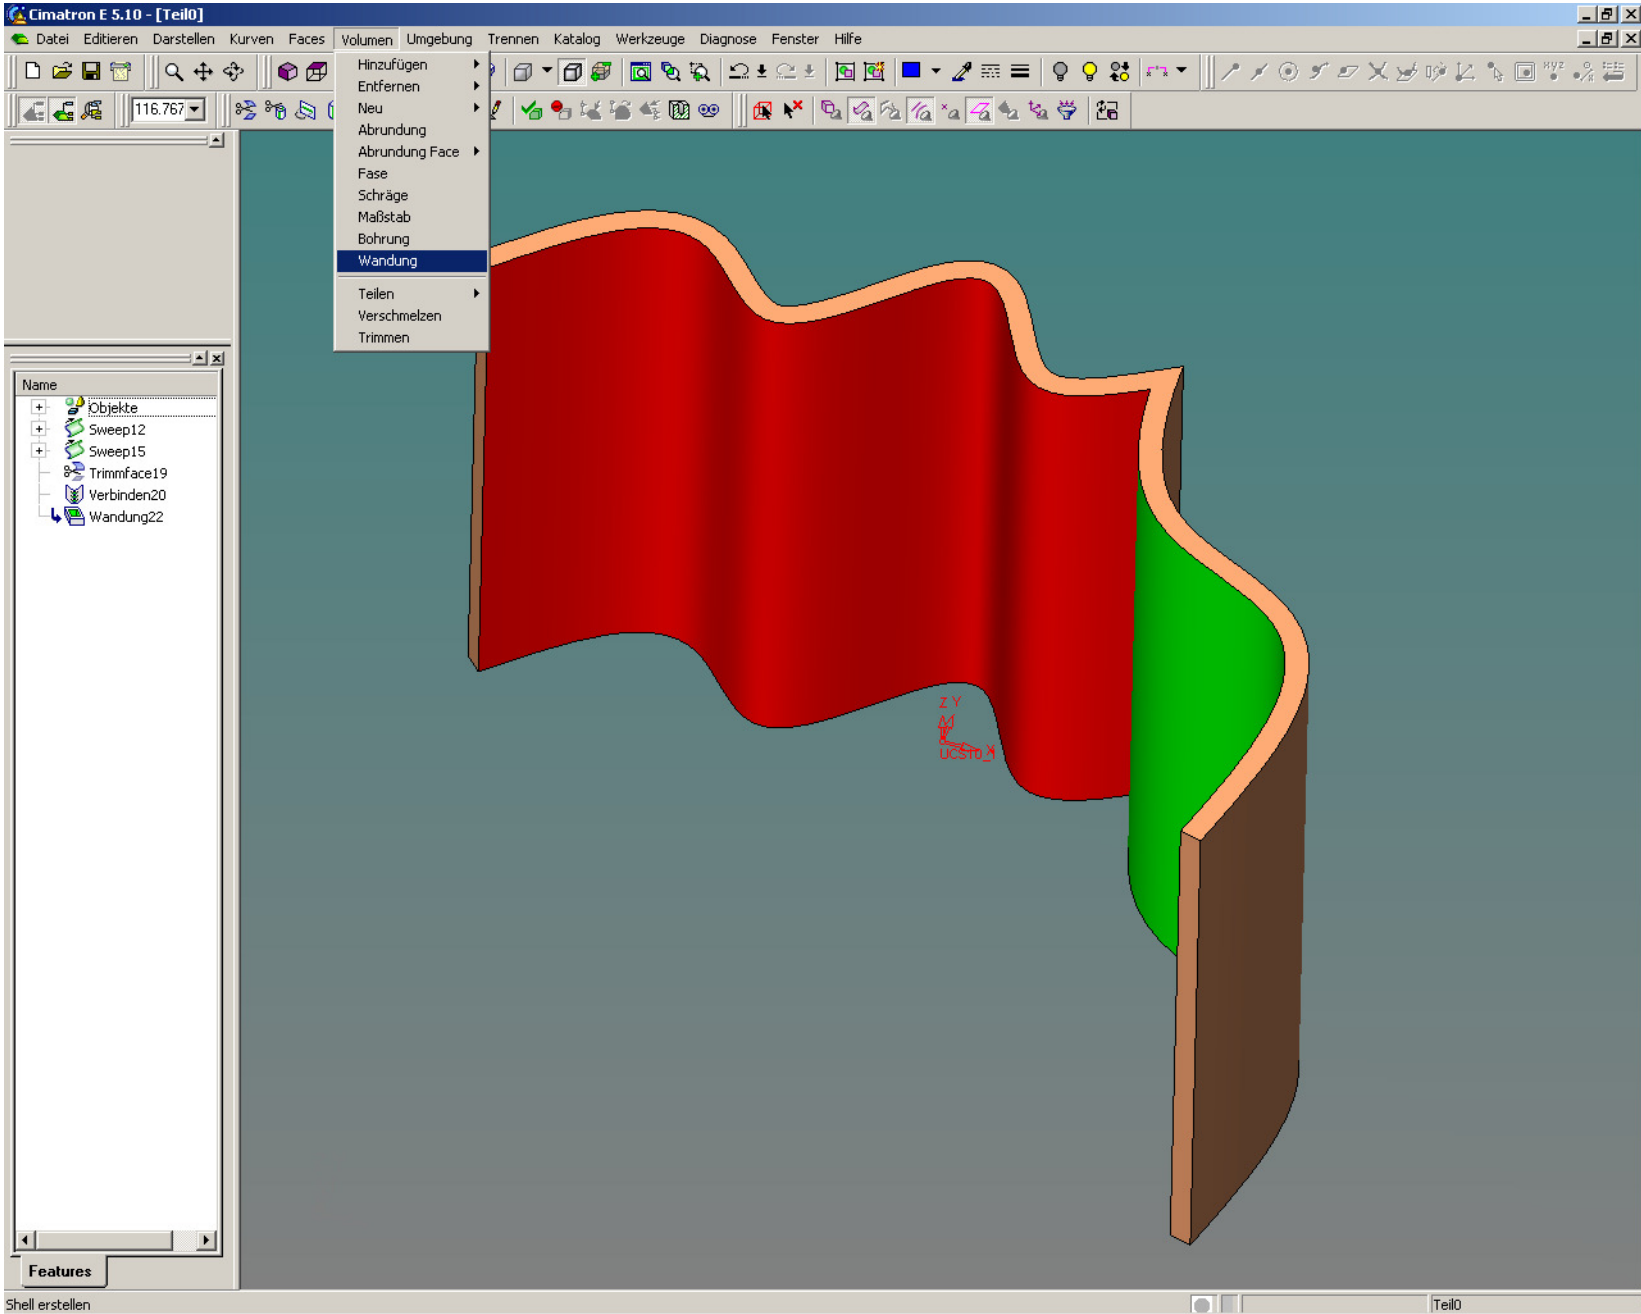 Cimatron E 5.10 - [Teil0]
Datei Editieren Darstellen Kurven Faces Volumen Umgebung Trennen Katalog Werkzeuge Diagnose Fenster Hilfe
116.767
Hinzufügen
Entfernen
Neu
Abrundung
Abrundung Face
Fase
Schräge
Maßstab
Bohrung
Wandung
Teilen
Verschmelzen
Trimmen
Name
Objekte
Sweep12
Sweep15
Trimmface19
Verbinden20
Wandung22
Z Y
X
Features
Shell erstellen
Teil0